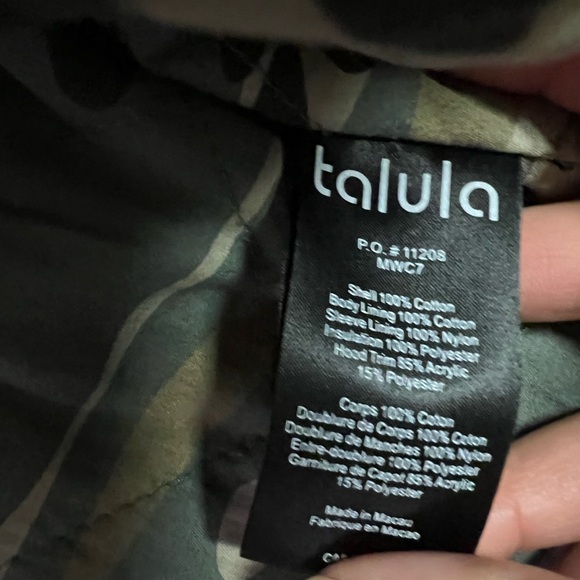 talula
P.O. # 11208
MWC7
Shell 100% Cotton
Body Lining 100% Cotton
Sleeve Lining 100% Nylon
Insulation 100% Polyester
Hood Trim 85% Acrylic
15% Polyester
Corps 100% Coton
Doublure de Corps 100% Coton
Doublure de Manches 100% Nylon
Entre-doublure 100% Polyester
Garniture de Capot 85% Acrylic
15% Polyester
Made in Macau
Fabrique en Macao